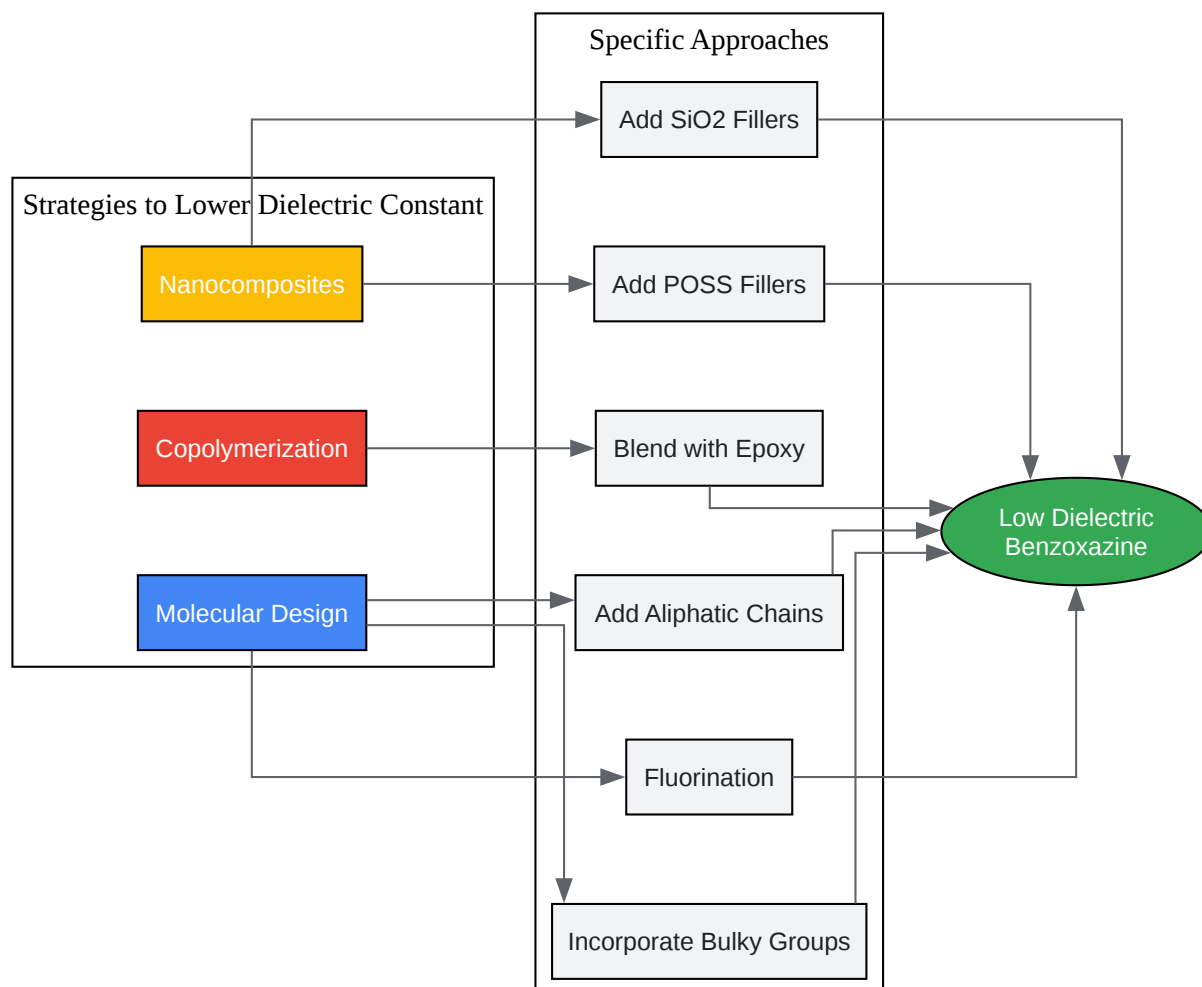 Specific Approaches
Add SiO2 Fillers
Strategies to Lower Dielectric Constant
Nanocomposites
Add POSS Fillers
Copolymerization
Blend with Epoxy
Low Dielectric
Benzoxazine
Molecular Design
Add Aliphatic Chains
Fluorination
Incorporate Bulky Groups